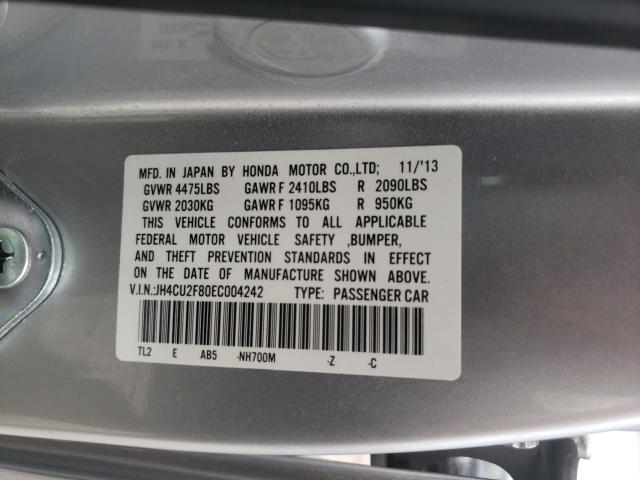 MFD. IN JAPAN BY HONDA MOTOR CO.,LTD; 11/'13
GVWR 4475LBS GAWR F 2410LBS R 2090LBS
GVWR 2030KG GAWR F 1095KG R 950KG
THIS VEHICLE CONFORMS TO ALL APPLICABLE
FEDERAL MOTOR VEHICLE SAFETY ,BUMPER,
AND THEFT PREVENTION STANDARDS IN EFFECT
ON THE DATE OF MANUFACTURE SHOWN ABOVE.
V.I.N.:JH4CU2F80EC004242 TYPE: PASSENGER CAR
TL2 E AB5 -NH700M -Z -C